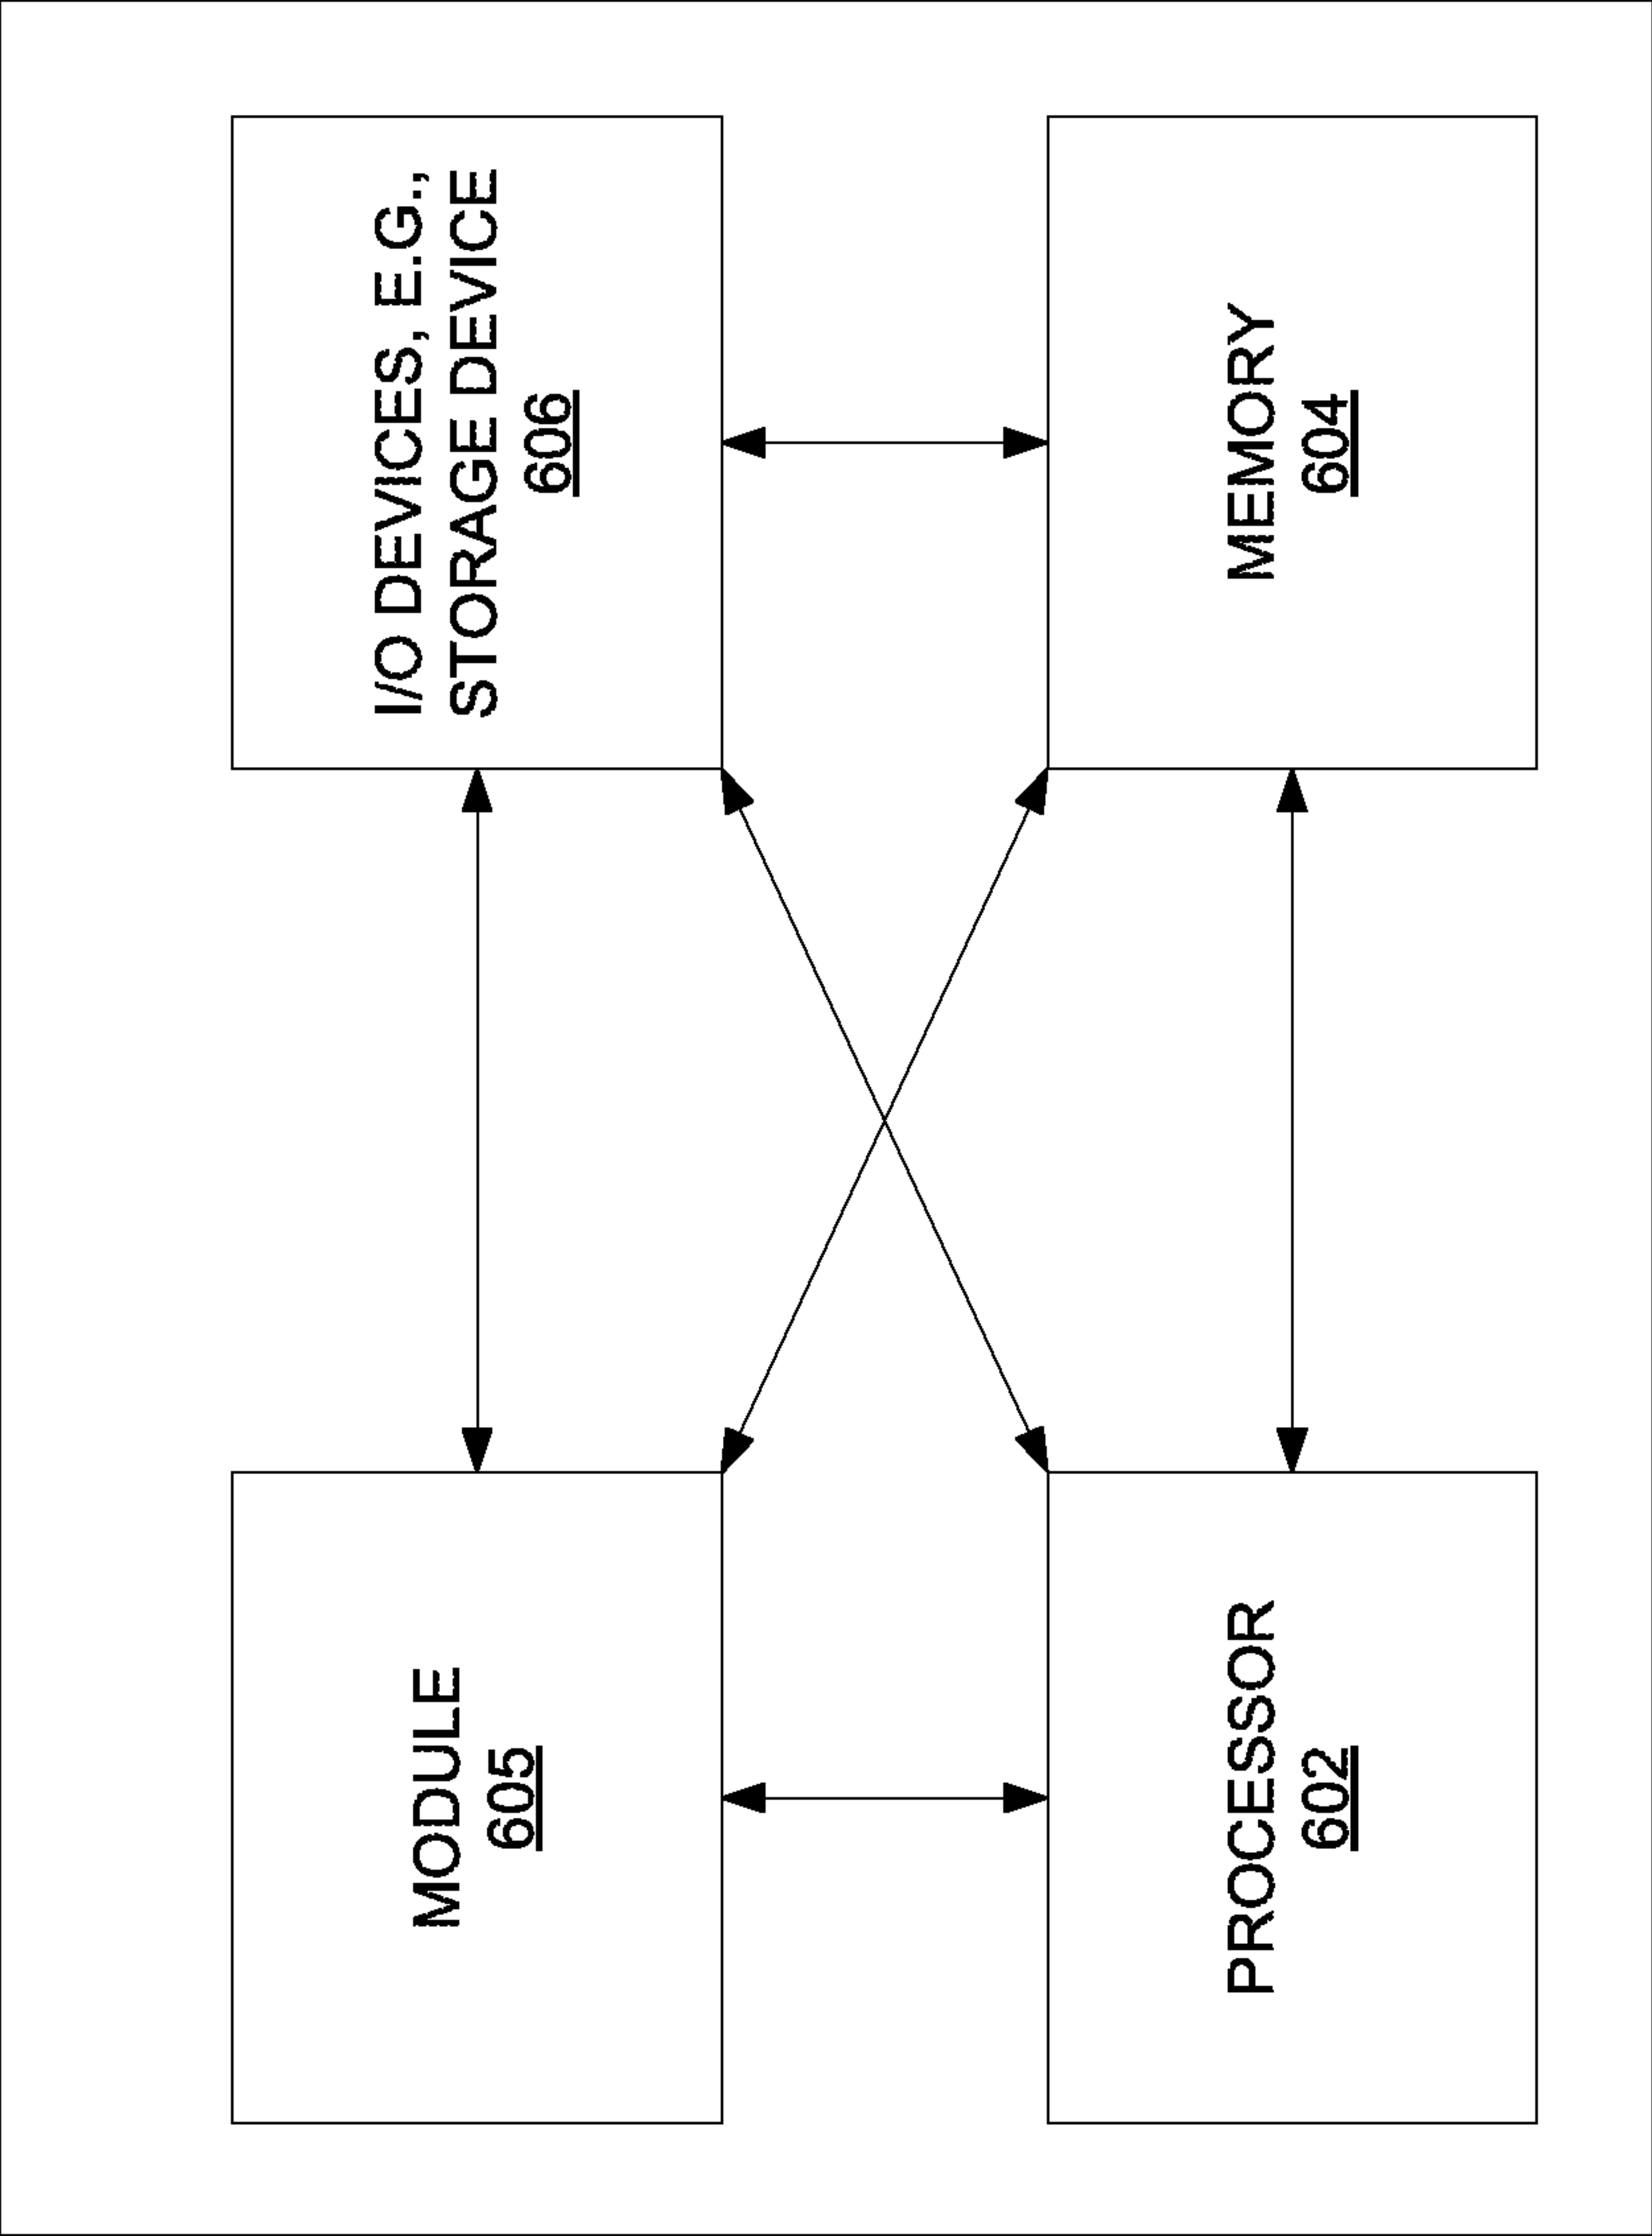 MODULE
605
I/O DEVICES, E.G.,
STORAGE DEVICE
606
PROCESSOR
602
MEMORY
604